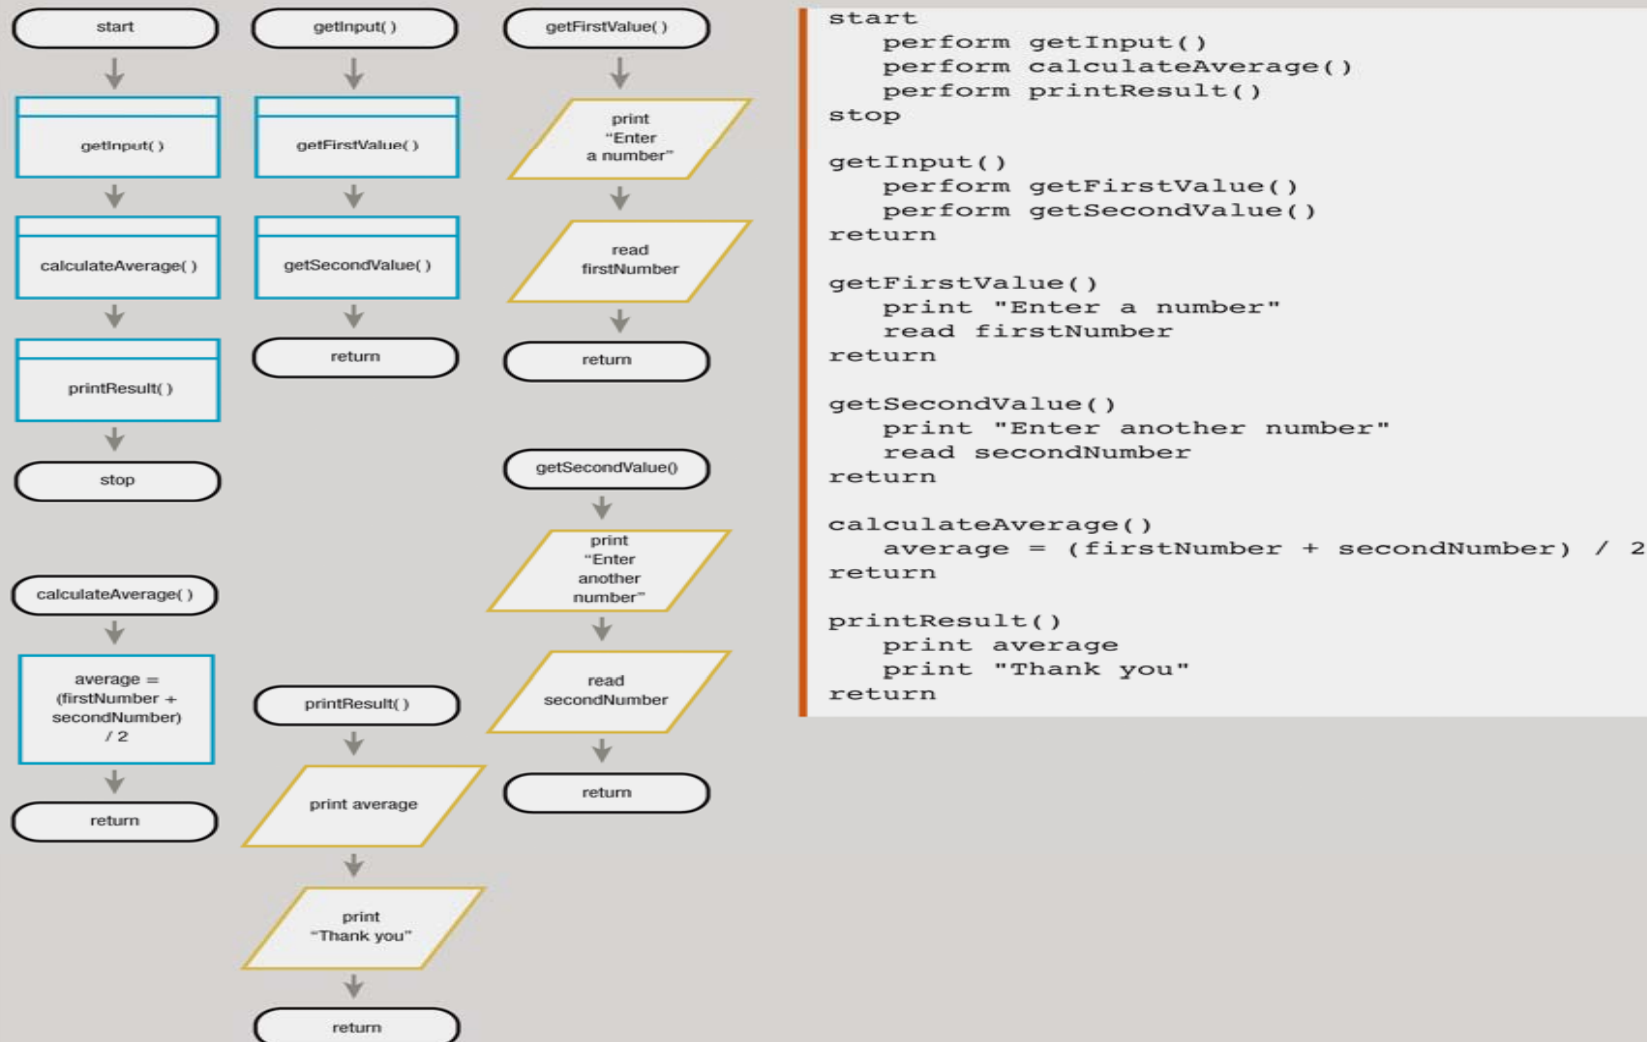 start
getInput( )
calculateAverage( )
printResult( )
stop
getInput( )
getFirstValue( )
getSecondValue( )
return
getFirstValue( )
print
“Enter
a number”
read
firstNumber
return
getSecondValue()
print
“Enter
another
number”
read
secondNumber
return
calculateAverage( )
average =
(firstNumber +
secondNumber)
/ 2
return
printResult( )
print average
print
“Thank you”
return
start
perform getInput()
perform calculateAverage()
perform printResult()
stop
getInput()
perform getFirstValue()
perform getSecondValue()
return
getFirstValue()
print "Enter a number"
read firstNumber
return
getSecondValue()
print "Enter another number"
read secondNumber
return
calculateAverage()
average = (firstNumber + secondNumber) / 2
return
printResult()
print average
print "Thank you"
return